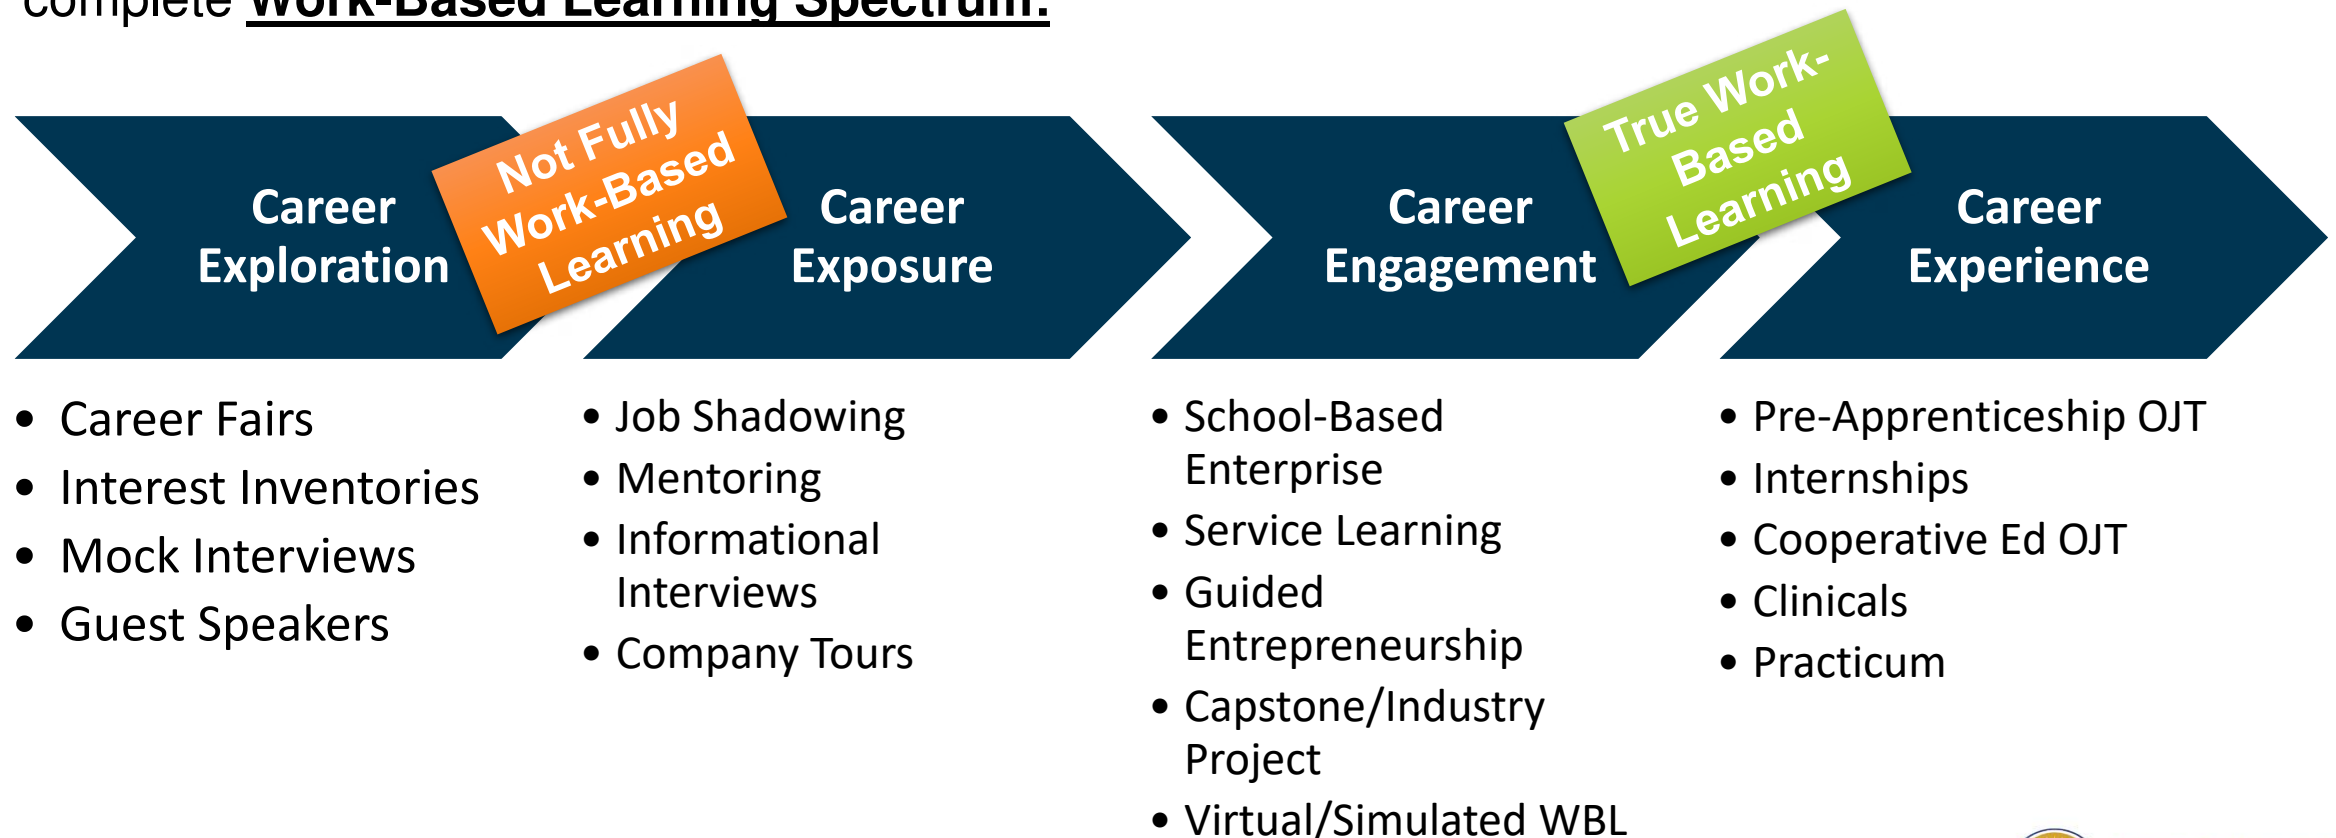 complete Work-Based Learning Spectrum:
Not Fully
Work-Based
Learning
True Work-
Based
Learning
Career
Exploration
Career
Exposure
Career
Engagement
Career
Experience
• Career Fairs
• Interest Inventories
• Mock Interviews
• Guest Speakers
• Job Shadowing
• Mentoring
• Informational
Interviews
• Company Tours
• School-Based
Enterprise
• Service Learning
• Guided
Entrepreneurship
• Capstone/Industry
Project
• Virtual/Simulated WBL
• Pre-Apprenticeship OJT
• Internships
• Cooperative Ed OJT
• Clinicals
• Practicum